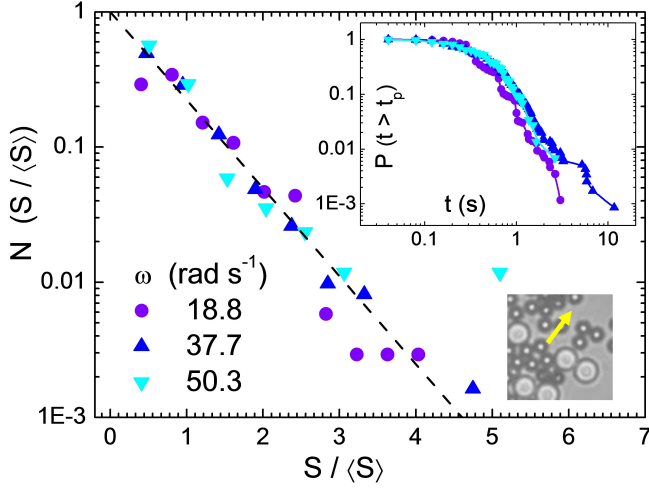 N (S / ⟨S⟩)
1
0.1
0.01
1E-3
0 1 2 3 4 5 6 7
S / ⟨S⟩
ω (rad s⁻¹)
18.8
37.7
50.3
P (t > tₚ)
1
0.1
0.01
1E-3
0.1 1 10
t (s)